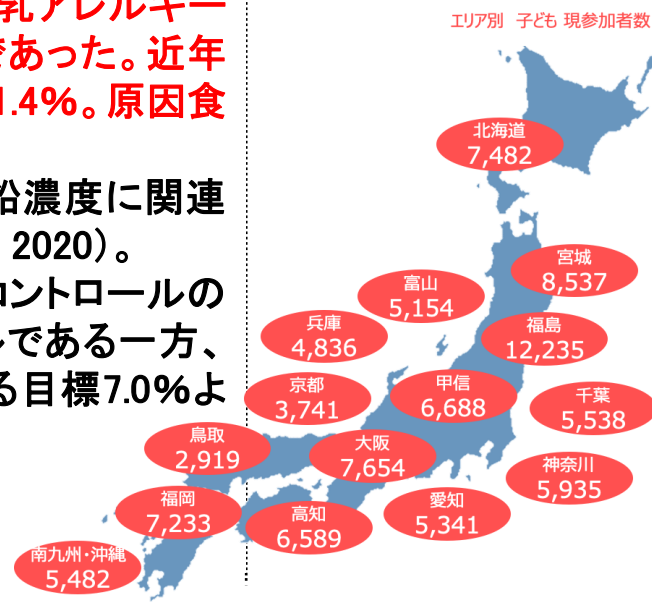 乳アレルギー
であった。近年
1.4%。原因食
鉛濃度に関連
2020)。
コントロールの
ルである一方、
る目標7.0%よ
エリア別 子ども 現参加者数
北海道
7,482
宮城
8,537
富山
5,154
福島
12,235
兵庫
4,836
甲信
6,688
京都
3,741
千葉
5,538
鳥取
2,919
大阪
7,654
神奈川
5,935
福岡
7,233
高知
6,589
愛知
5,341
南九州・沖縄
5,482